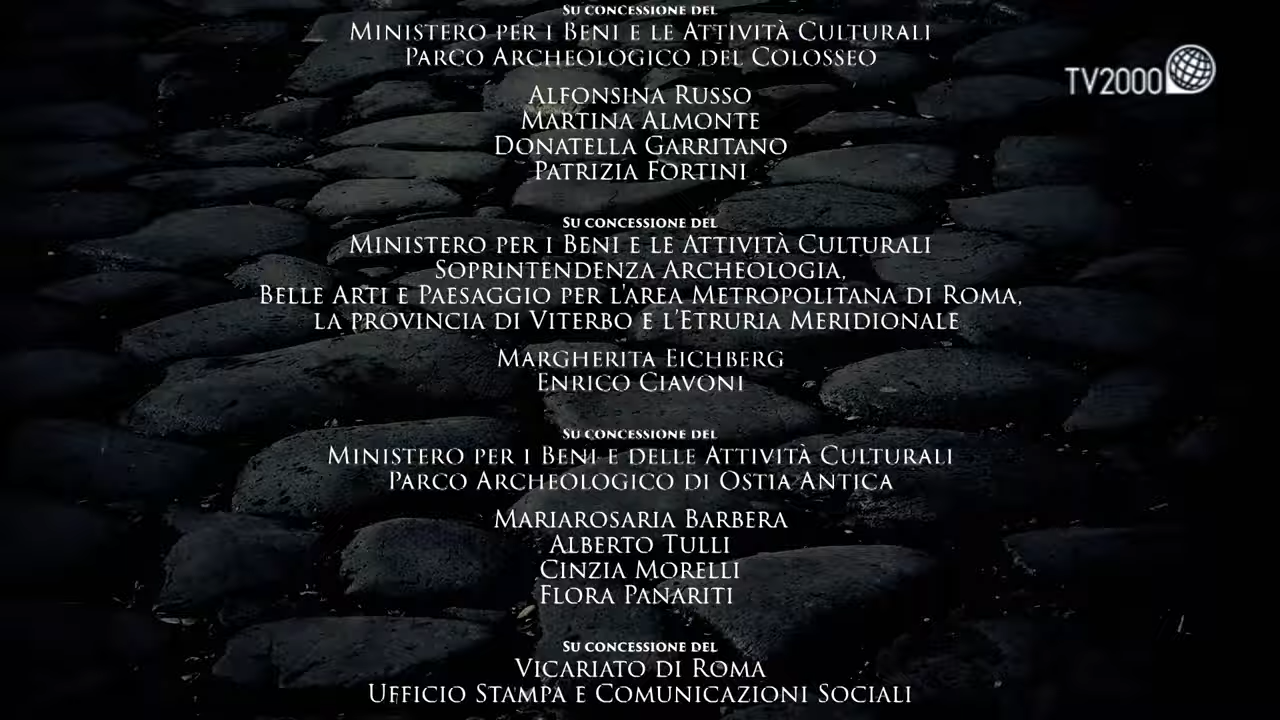 Su concessione del
Ministero per i Beni e le Attività Culturali
Parco Archeologico del Colosseo
TV2000
Alfonsina Russo
Martina Almonte
Donatella Garritano
Patrizia Fortini
Su concessione del
Ministero per i Beni e le Attività Culturali
Soprintendenza Archeologia,
Belle Arti e Paesaggio per l'area Metropolitana di Roma,
la provincia di Viterbo e l'Etruria Meridionale
Margherita Eichberg
Enrico Ciavoni
Su concessione del
Ministero per i Beni e delle Attività Culturali
Parco Archeologico di Ostia Antica
Mariarosaria Barbera
Alberto Tulli
Cinzia Morelli
Flora Panariti
Su concessione del
Vicariato di Roma
Ufficio Stampa e Comunicazioni Sociali